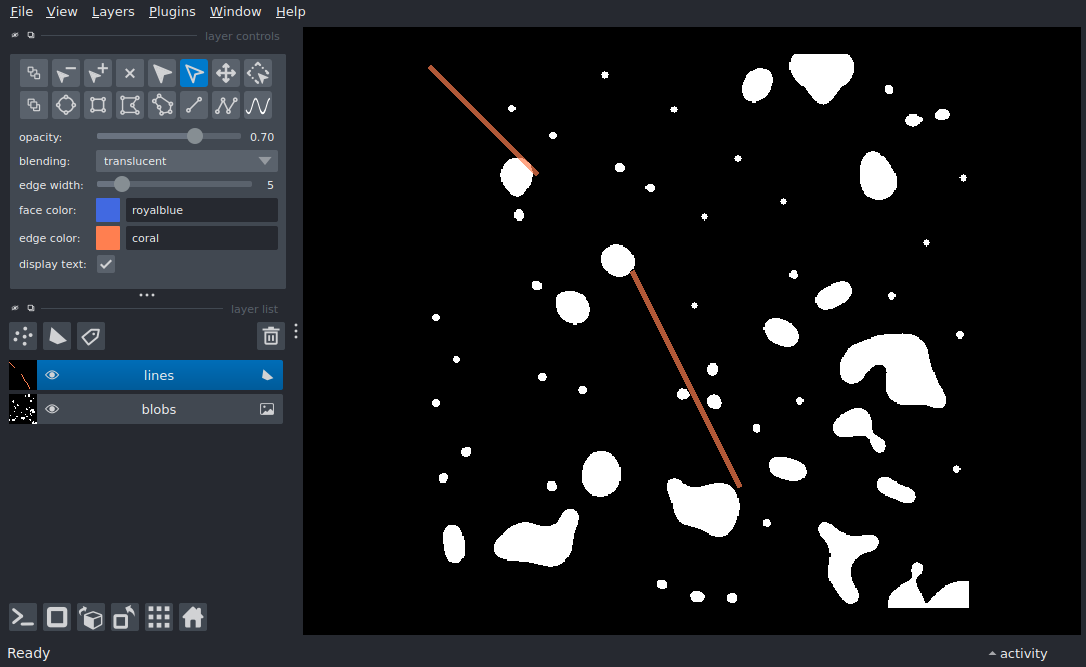 File View Layers Plugins Window Help
layer controls
opacity: 0.70
blending: translucent
edge width: 5
face color: royalblue
edge color: coral
display text:
layer list
lines
blobs
Ready
activity